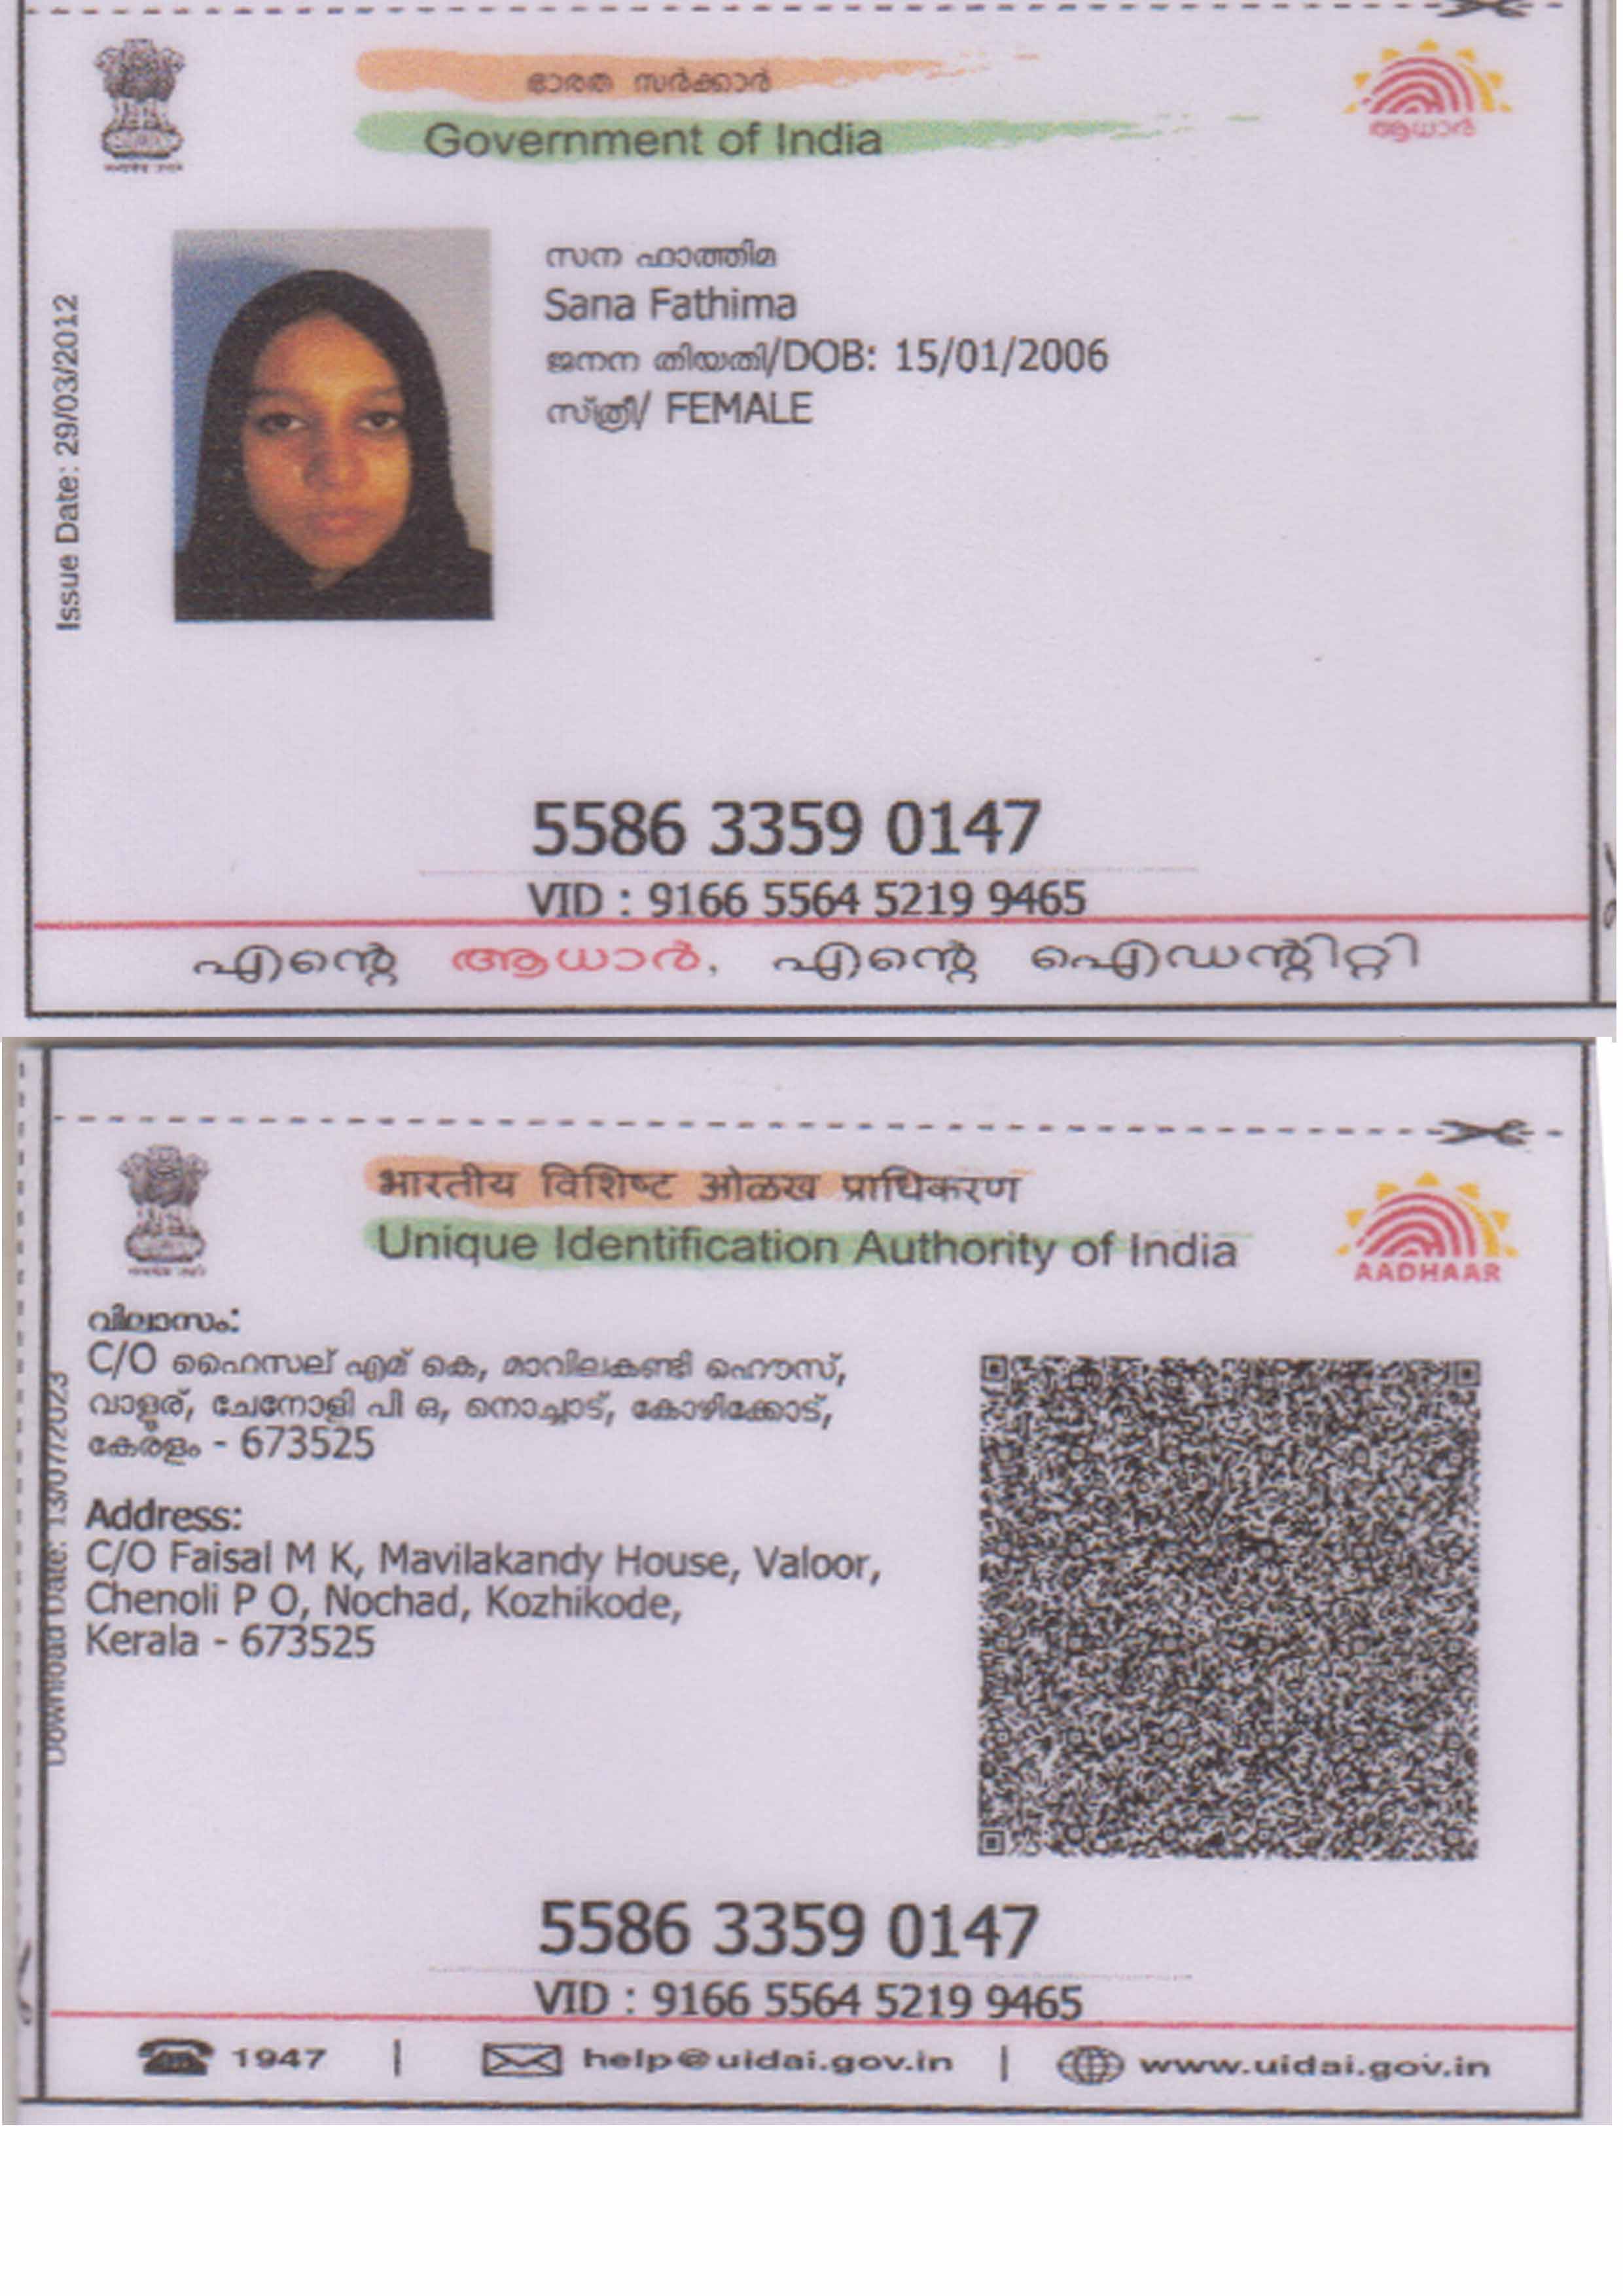 ഭാരത സർക്കാർ
Government of India
ആധാർ
Issue Date: 29/03/2012
സന ഫാത്തിമ
Sana Fathima
ജനന തിയതി/DOB: 15/01/2006
സ്ത്രീ/ FEMALE
5586 3359 0147
VID : 9166 5564 5219 9465
എന്റെ ആധാർ, എന്റെ ഐഡന്റിറ്റി
भारतीय विशिष्ट ओळख प्राधिकरण
Unique Identification Authority of India
AADHAAR
Download Date: 13/07/2023
വിലാസം:
C/O ഫൈസല് എമ് കെ, മാവിലകണ്ടി ഹൌസ്,
വാളൂര്, ചേനോളി പി ഒ, നൊച്ചാട്, കോഴിക്കോട്,
കേരളം - 673525
Address:
C/O Faisal M K, Mavilakandy House, Valoor,
Chenoli P O, Nochad, Kozhikode,
Kerala - 673525
5586 3359 0147
VID : 9166 5564 5219 9465
1947 | help@uidai.gov.in | www.uidai.gov.in